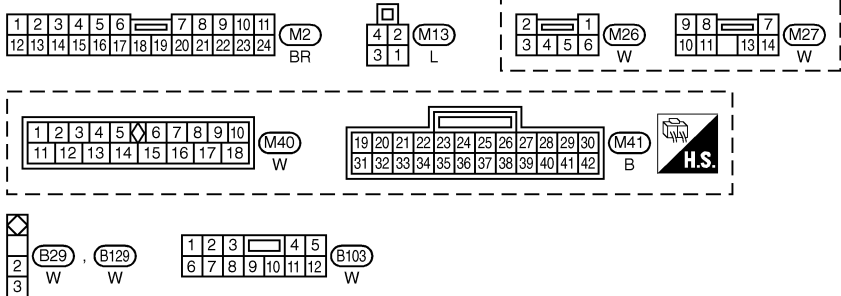 1 2 3 4 5 6 7 8 9 10 11
12 13 14 15 16 17 18 19 20 21 22 23 24
M2
BR
4 2
3 1
M13
L
2 1
3 4 5 6
M26
W
9 8 7
10 11 13 14
M27
W
1 2 3 4 5 6 7 8 9 10
11 12 13 14 15 16 17 18
M40
W
19 20 21 22 23 24 25 26 27 28 29 30
31 32 33 34 35 36 37 38 39 40 41 42
M41
B
H.S.
2
3
B29 , B129
W W
1 2 3 4 5
6 7 8 9 10 11 12
B103
W